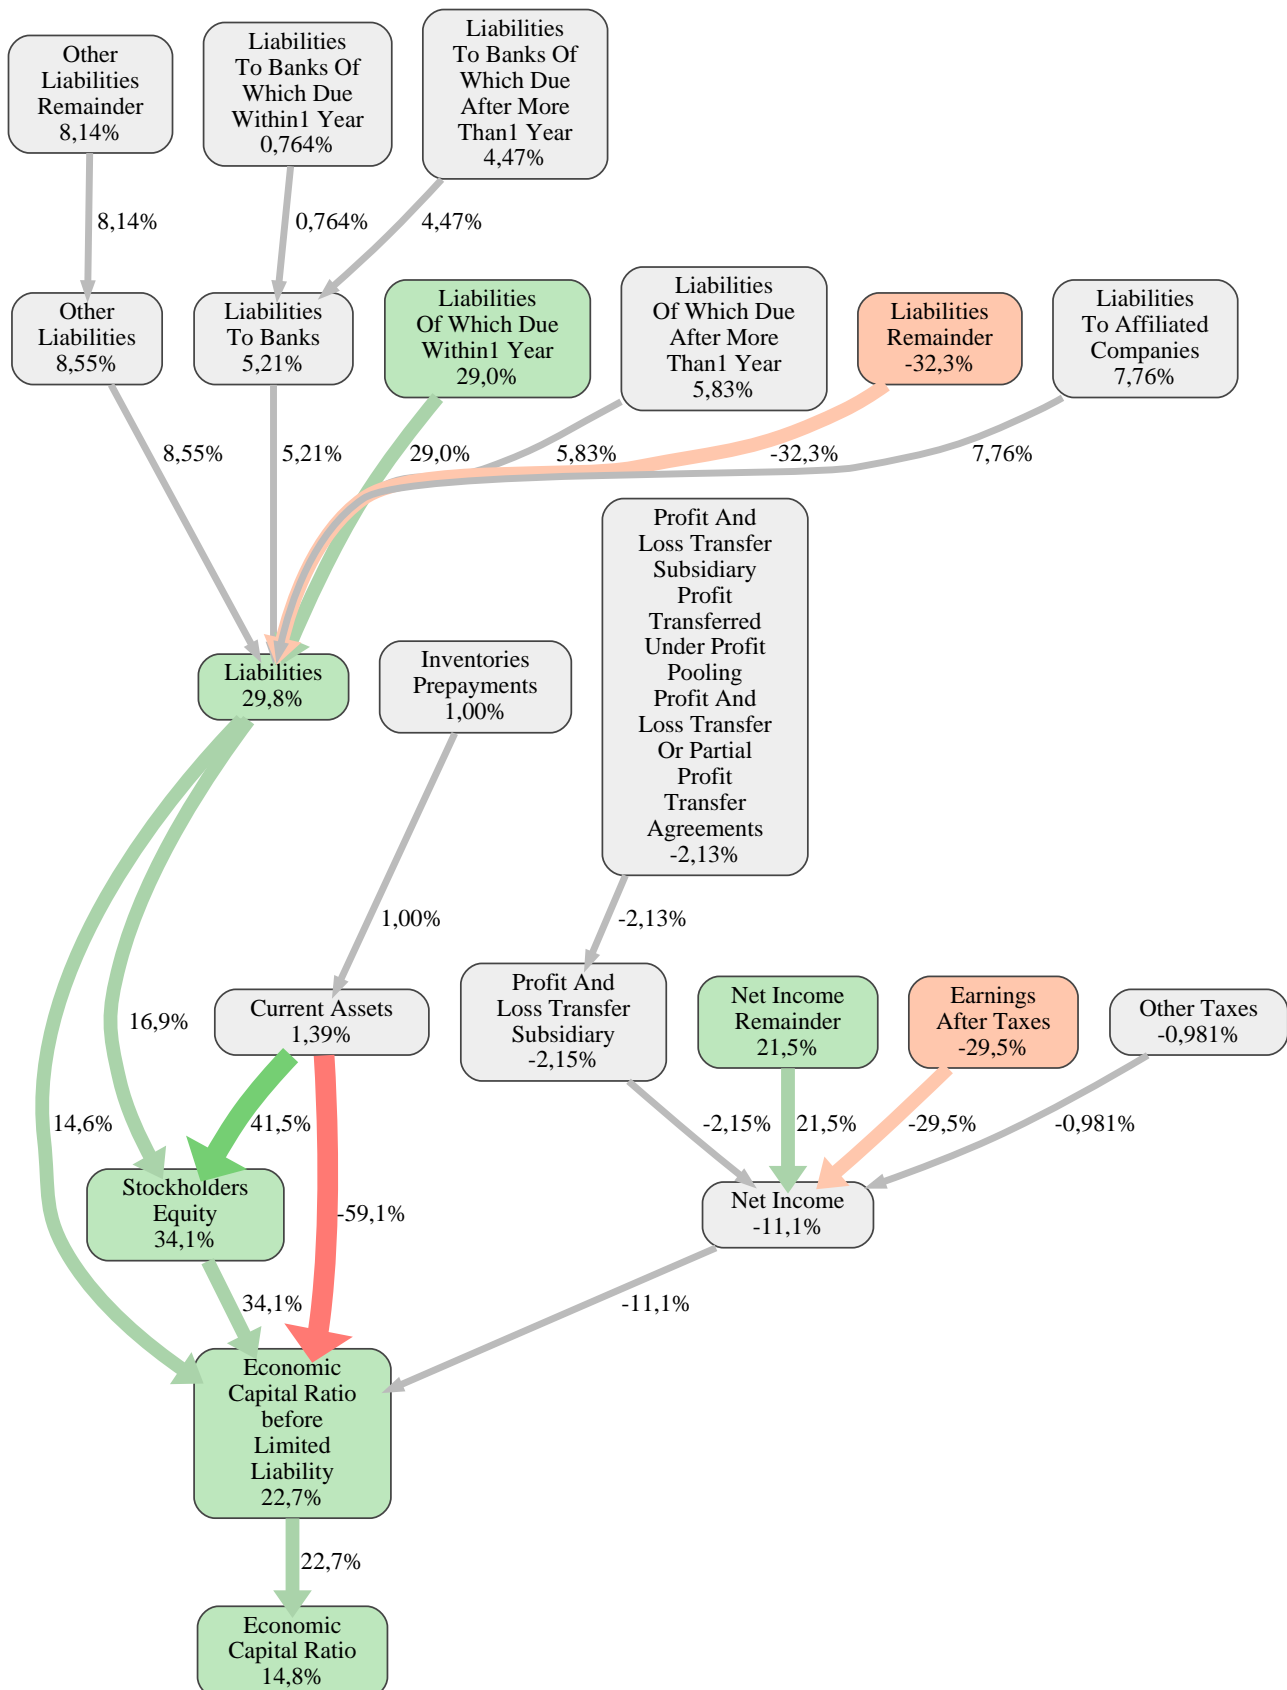 Other
Liabilities
Remainder
8,14%
Liabilities
To Banks Of
Which Due
Within1 Year
0,764%
Liabilities
To Banks Of
Which Due
After More
Than1 Year
4,47%
8,14%
0,764%
4,47%
Other
Liabilities
8,55%
Liabilities
To Banks
5,21%
Liabilities
Of Which Due
Within1 Year
29,0%
Liabilities
Of Which Due
After More
Than1 Year
5,83%
Liabilities
Remainder
-32,3%
Liabilities
To Affiliated
Companies
7,76%
8,55%
5,21%
29,0%
5,83%
-32,3%
7,76%
Profit And
Loss Transfer
Subsidiary
Profit
Transferred
Under Profit
Pooling
Profit And
Loss Transfer
Or Partial
Profit
Transfer
Agreements
-2,13%
Liabilities
29,8%
Inventories
Prepayments
1,00%
1,00%
-2,13%
16,9%
Current Assets
1,39%
Profit And
Loss Transfer
Subsidiary
-2,15%
Net Income
Remainder
21,5%
Earnings
After Taxes
-29,5%
Other Taxes
-0,981%
14,6%
41,5%
-59,1%
-2,15%
21,5%
-29,5%
-0,981%
Stockholders
Equity
34,1%
Net Income
-11,1%
34,1%
-11,1%
Economic
Capital Ratio
before
Limited
Liability
22,7%
22,7%
Economic
Capital Ratio
14,8%